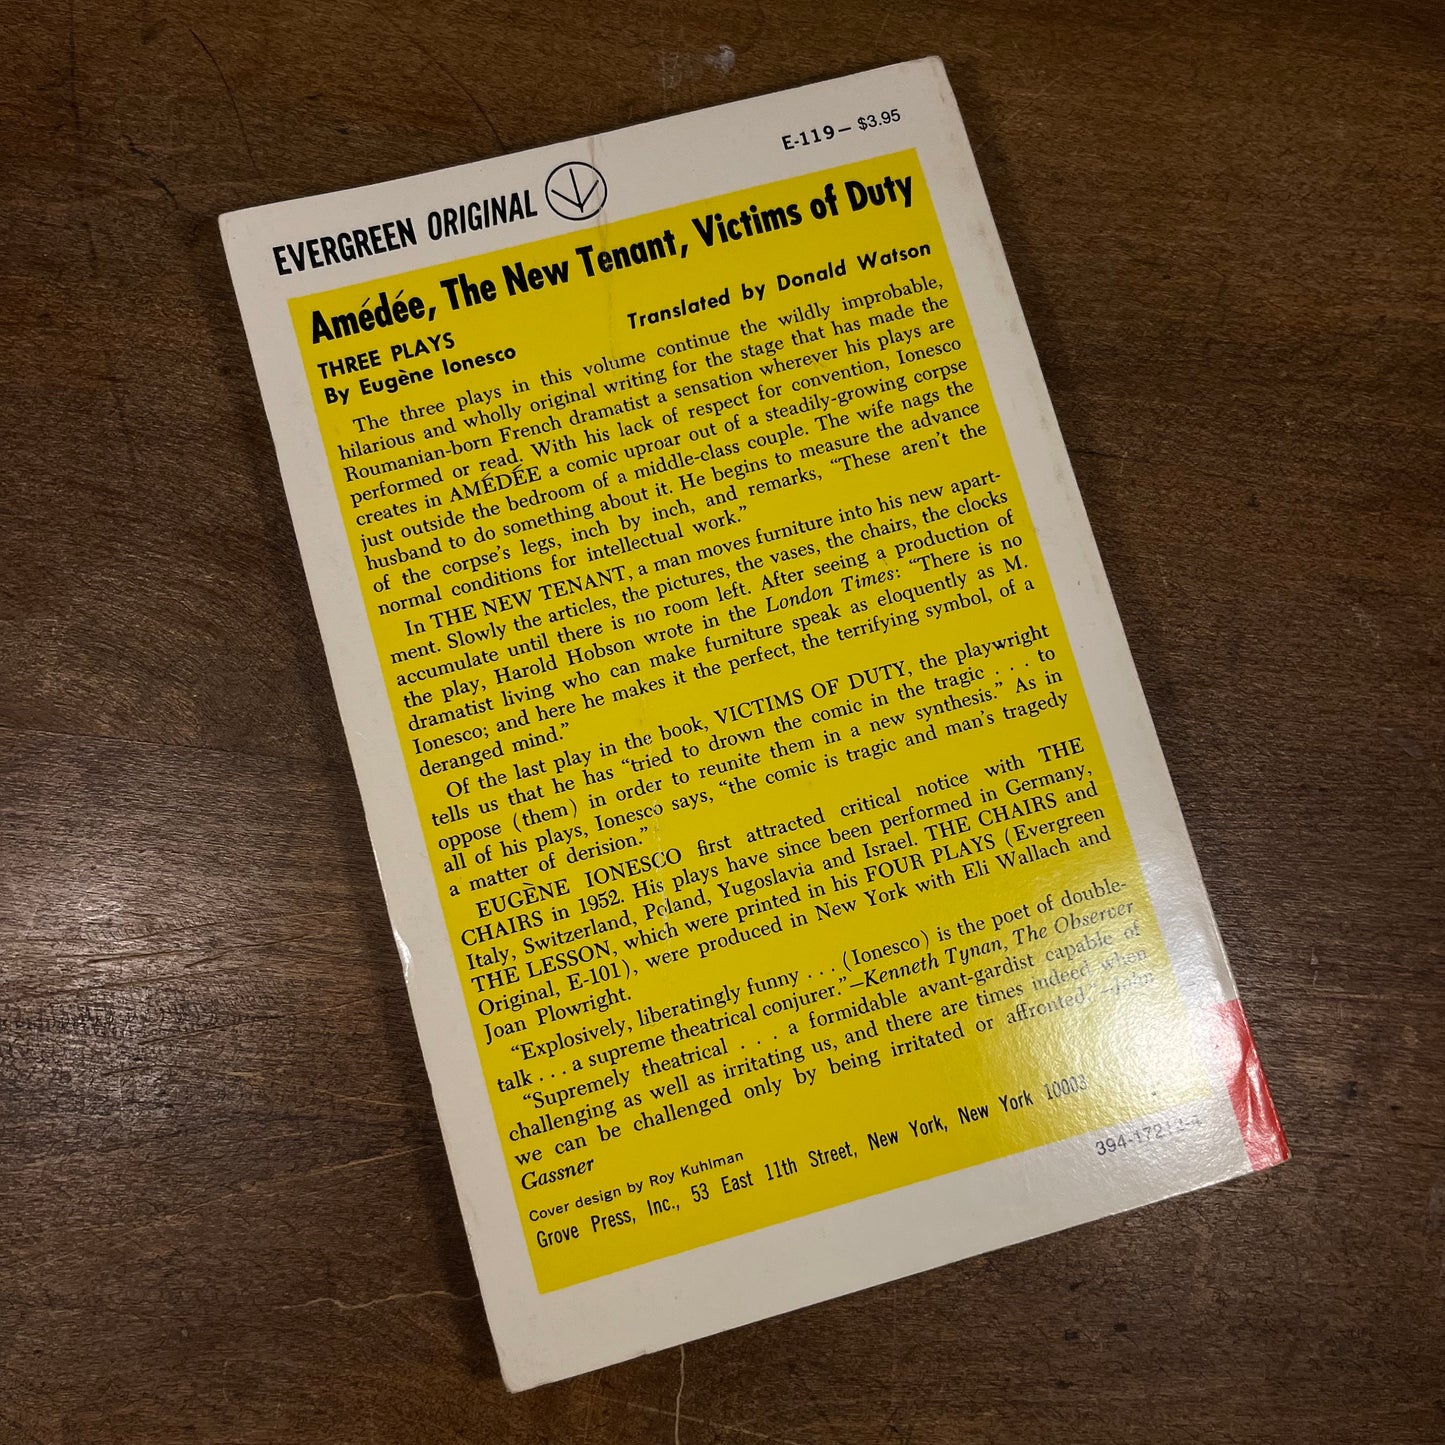 E-119— $3.95
EVERGREEN ORIGINAL
Amédée, The New Tenant, Victims of Duty
THREE PLAYS
Translated by Donald Watson
By Eugène Ionesco
The three plays in this volume continue the wildly improbable,
hilarious and wholly original writing for the stage that has made the
Roumanian-born French dramatist a sensation wherever his plays are
performed or read. With his lack of respect for convention, Ionesco
creates in AMÉDÉE a comic uproar out of a steadily-growing corpse
just outside the bedroom of a middle-class couple. The wife nags the
husband to do something about it. He begins to measure the advance
of the corpse's legs, inch by inch, and remarks, “These aren't the
normal conditions for intellectual work.”
In THE NEW TENANT, a man moves furniture into his new apart-
ment. Slowly the articles, the pictures, the vases, the chairs, the clocks
accumulate until there is no room left. After seeing a production of
the play, Harold Hobson wrote in the London Times: “There is no
dramatist living who can make furniture speak as eloquently as M.
Ionesco; and here he makes it the perfect, the terrifying symbol, of a
deranged mind.”
Of the last play in the book, VICTIMS OF DUTY, the playwright
tells us that he has “tried to drown the comic in the tragic . . . to
oppose (them) in order to reunite them in a new synthesis.” As in
all of his plays, Ionesco says, “the comic is tragic and man's tragedy
a matter of derision.”
EUGÈNE IONESCO first attracted critical notice with THE
CHAIRS in 1952. His plays have since been performed in Germany,
Italy, Switzerland, Poland, Yugoslavia and Israel. THE CHAIRS and
THE LESSON, which were printed in his FOUR PLAYS (Evergreen
Original, E-101), were produced in New York with Eli Wallach and
Joan Plowright.
“Explosively, liberatingly funny . . . (Ionesco) is the poet of double-
talk . . . a supreme theatrical conjurer.”—Kenneth Tynan, The Observer
“Supremely theatrical . . . a formidable avant-gardist capable of
challenging as well as irritating us, and there are times indeed when
we can be challenged only by being irritated or affronted.”—John
Gassner
Cover design by Roy Kuhlman
Grove Press, Inc., 53 East 11th Street, New York, New York 10003